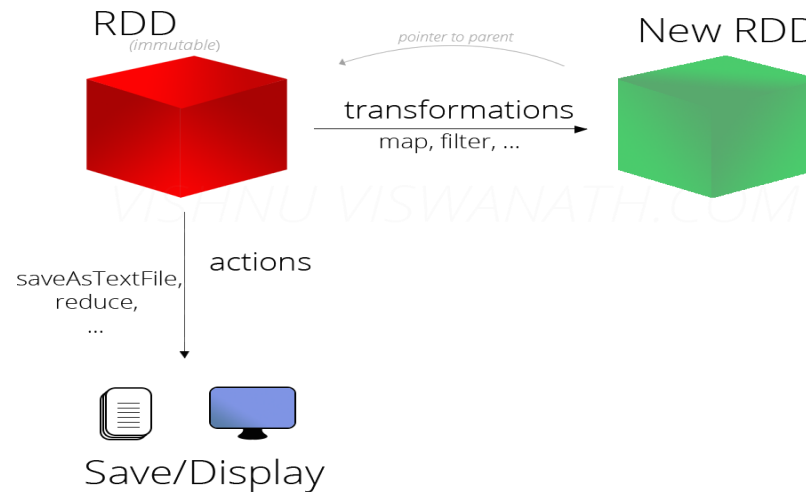 RDD
(immutable)
pointer to parent
New RDD
transformations
map, filter, ...
VISHNU VISWANATH.COM
actions
saveAsTextFile,
reduce,
...
Save/Display